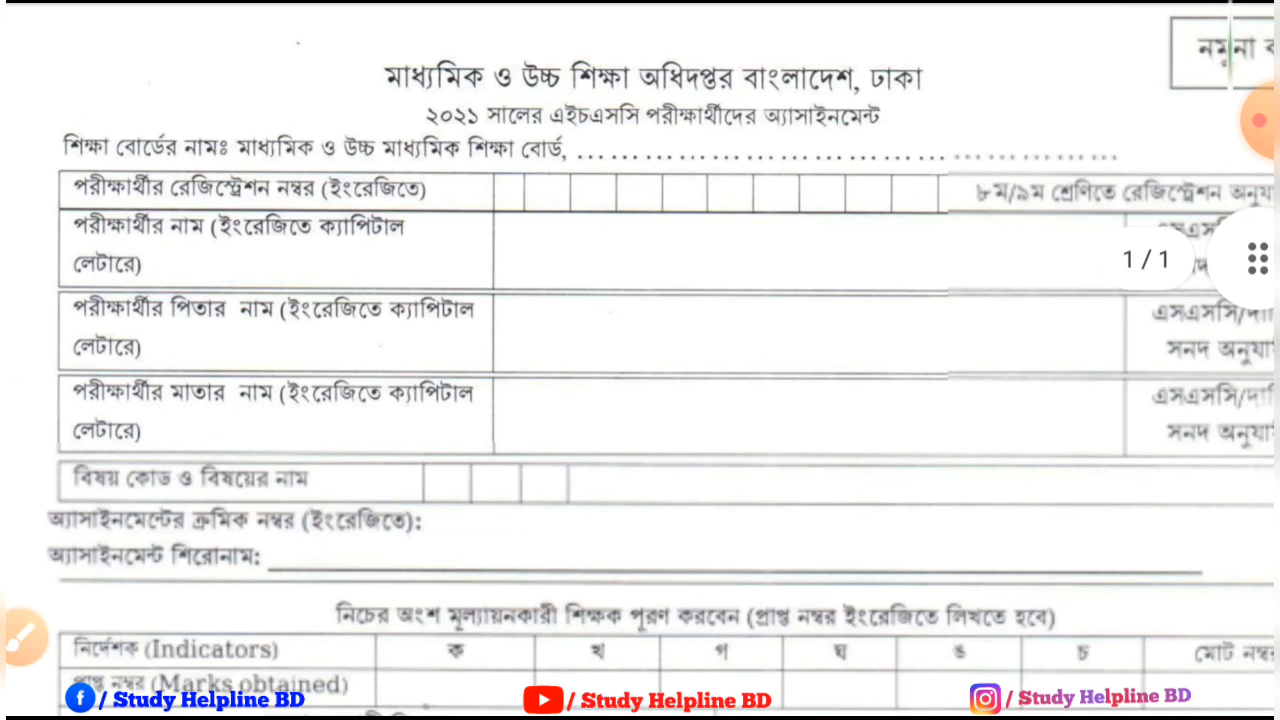 নমুনা ক
মাধ্যমিক ও উচ্চ শিক্ষা অধিদপ্তর বাংলাদেশ, ঢাকা
২০২১ সালের এইচএসসি পরীক্ষার্থীদের অ্যাসাইনমেন্ট
শিক্ষা বোর্ডের নামঃ মাধ্যমিক ও উচ্চ মাধ্যমিক শিক্ষা বোর্ড, ......................................................
পরীক্ষার্থীর রেজিস্ট্রেশন নম্বর (ইংরেজিতে) ৮ম/৯ম শ্রেণিতে রেজিস্ট্রেশন
পরীক্ষার্থীর নাম (ইংরেজিতে ক্যাপিটাল
লেটারে)
1 / 1
পরীক্ষার্থীর পিতার নাম (ইংরেজিতে ক্যাপিটাল এসএসসি/
লেটারে) সনদ
পরীক্ষার্থীর মাতার নাম (ইংরেজিতে ক্যাপিটাল এসএসসি/
লেটারে) সনদ
বিষয় কোড ও বিষয়ের নাম
অ্যাসাইনমেন্টের ক্রমিক নম্বর (ইংরেজিতে):
অ্যাসাইনমেন্ট শিরোনাম:
নিচের অংশ মূল্যায়নকারী শিক্ষক পূরণ করবেন (প্রাপ্ত নম্বর ইংরেজিতে লিখতে হবে)
নির্দেশক (Indicators) ক খ গ ঘ ঙ চ মোট নম্বর
প্রাপ্ত নম্বর (Marks obtained)
/ Study Helpline BD / Study Helpline BD / Study Helpline BD